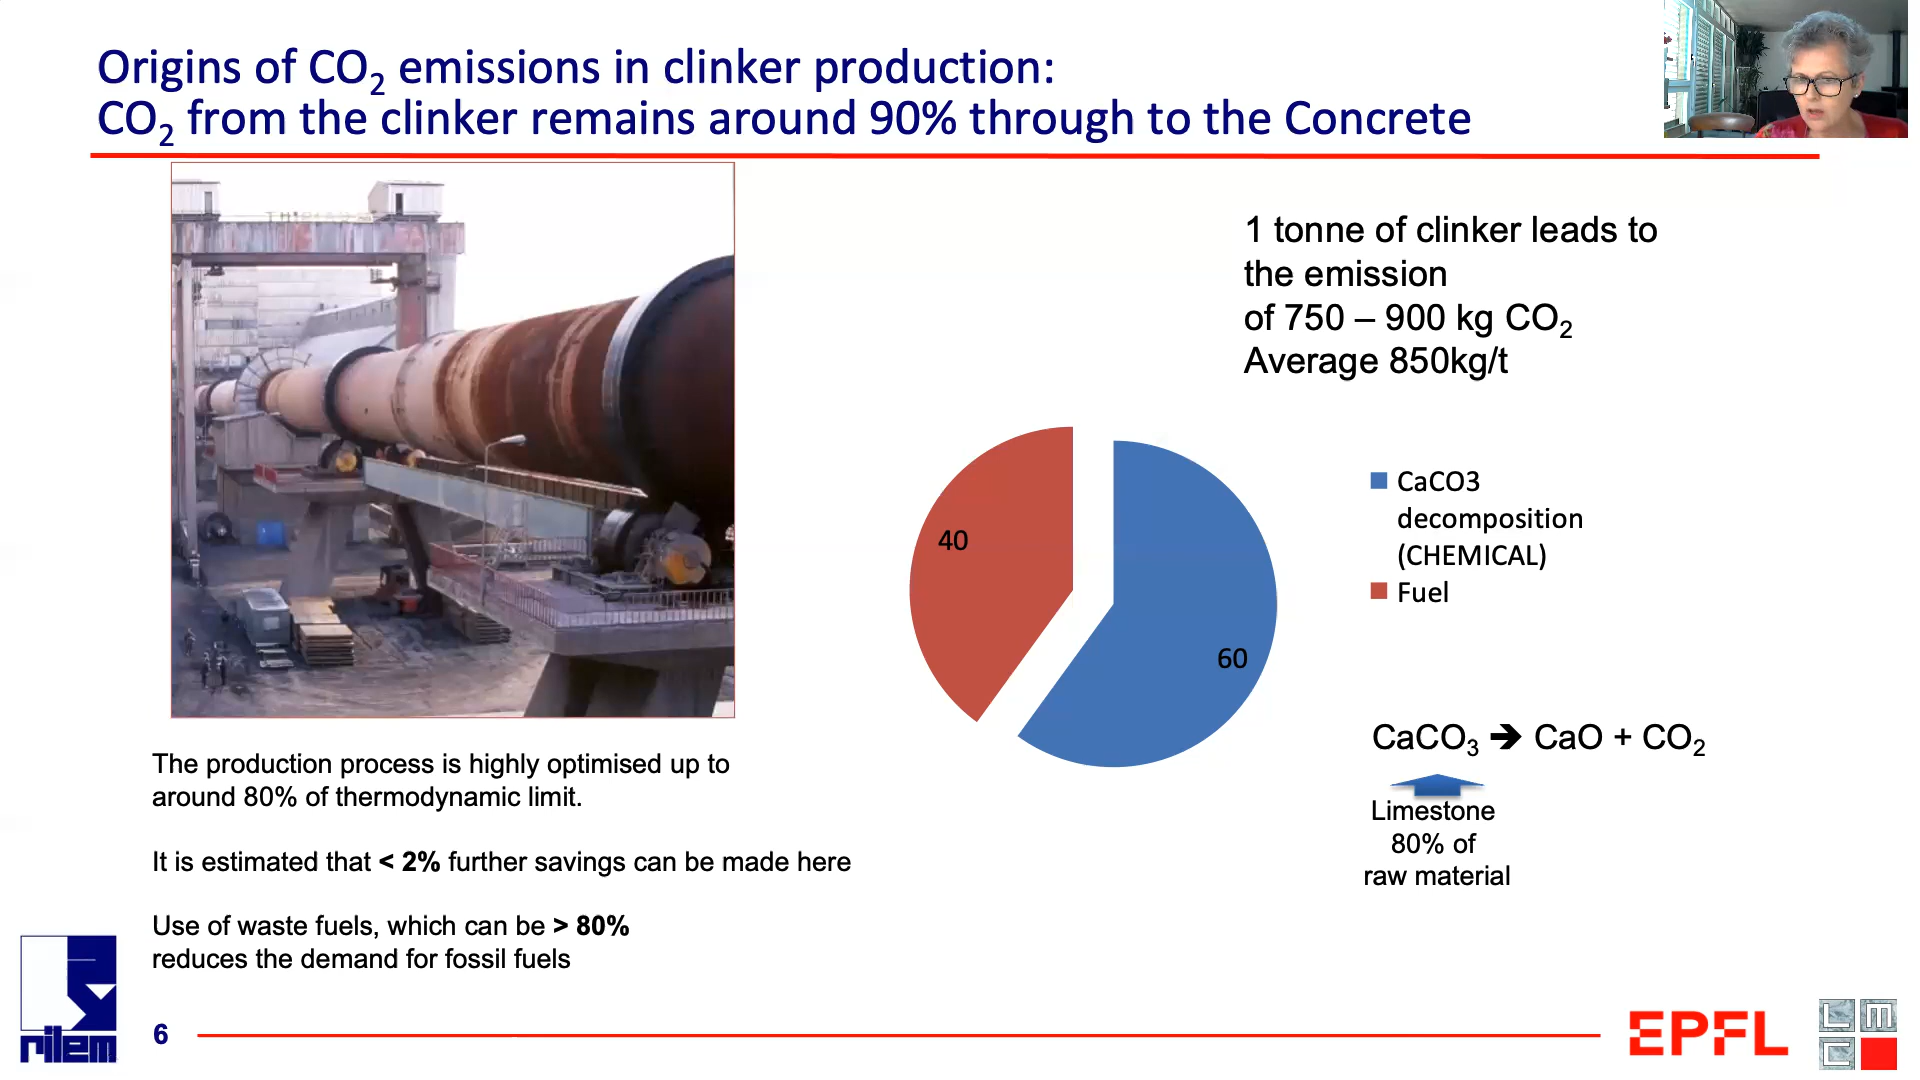 Origins of CO2 emissions in clinker production:
CO2 from the clinker remains around 90% through to the Concrete
1 tonne of clinker leads to
the emission
of 750 – 900 kg CO2
Average 850kg/t
40
60
CaCO3
decomposition
(CHEMICAL)
Fuel
CaCO3 → CaO + CO2
Limestone
80% of
raw material
The production process is highly optimised up to
around 80% of thermodynamic limit.
It is estimated that < 2% further savings can be made here
Use of waste fuels, which can be > 80%
reduces the demand for fossil fuels
rilem
6
EPFL
L M
C